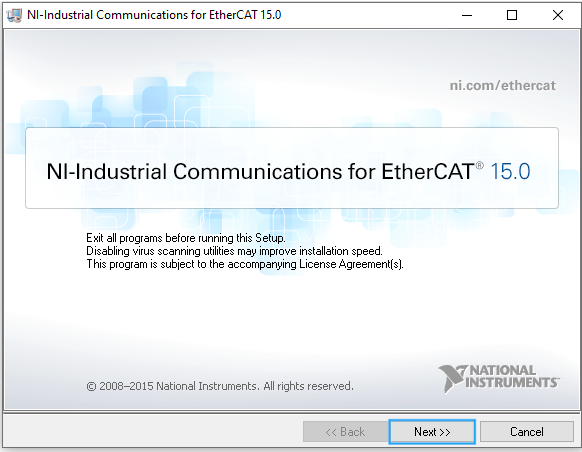 NI-Industrial Communications for EtherCAT 15.0
ni.com/ethercat
NI-Industrial Communications for EtherCAT® 15.0
Exit all programs before running this Setup.
Disabling virus scanning utilities may improve installation speed.
This program is subject to the accompanying License Agreement(s).
© 2008–2015 National Instruments. All rights reserved.
NATIONAL
INSTRUMENTS™
<< Back
Next >>
Cancel